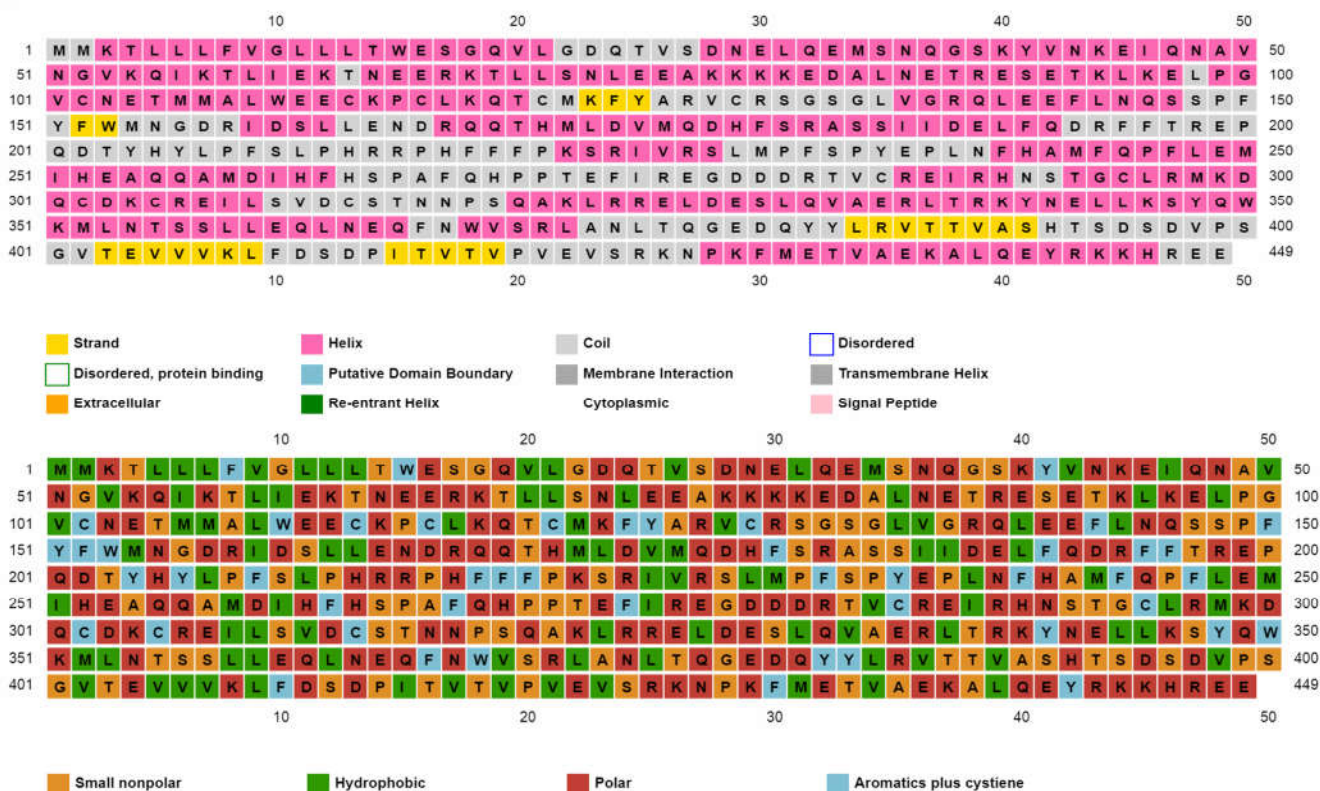 10 20 30 40 50
1 M M K T L L L F V G L L L T W E S G Q V L G D Q T V S D N E L Q E M S N Q G S K Y V N K E I Q N A V 50
51 N G V K Q I K T L I E K T N E E R K T L L S N L E E A K K K K E D A L N E T R E S E T K L K E L P G 100
101 V C N E T M M A L W E E C K P C L K Q T C M K F Y A R V C R S G S G L V G R Q L E E F L N Q S S P F 150
151 Y F W M N G D R I D S L L E N D R Q Q T H M L D V M Q D H F S R A S S I I D E L F Q D R F F T R E P 200
201 Q D T Y H Y L P F S L P H R R P H F F F P K S R I V R S L M P F S P Y E P L N F H A M F Q P F L E M 250
251 I H E A Q Q A M D I H F H S P A F Q H P P T E F I R E G D D D R T V C R E I R H N S T G C L R M K D 300
301 Q C D K C R E I L S V D C S T N N P S Q A K L R R E L D E S L Q V A E R L T R K Y N E L L K S Y Q W 350
351 K M L N T S S L L E Q L N E Q F N W V S R L A N L T Q G E D Q Y Y L R V T T V A S H T S D S D V P S 400
401 G V T E V V V K L F D S D P I T V T V P V E V S R K N P K F M E T V A E K A L Q E Y R K K H R E E 449
10 20 30 40 50
Strand Helix Coil Disordered
Disordered, protein binding Putative Domain Boundary Membrane Interaction Transmembrane Helix
Extracellular Re-entrant Helix Cytoplasmic Signal Peptide
10 20 30 40 50
1 M M K T L L L F V G L L L T W E S G Q V L G D Q T V S D N E L Q E M S N Q G S K Y V N K E I Q N A V 50
51 N G V K Q I K T L I E K T N E E R K T L L S N L E E A K K K K E D A L N E T R E S E T K L K E L P G 100
101 V C N E T M M A L W E E C K P C L K Q T C M K F Y A R V C R S G S G L V G R Q L E E F L N Q S S P F 150
151 Y F W M N G D R I D S L L E N D R Q Q T H M L D V M Q D H F S R A S S I I D E L F Q D R F F T R E P 200
201 Q D T Y H Y L P F S L P H R R P H F F F P K S R I V R S L M P F S P Y E P L N F H A M F Q P F L E M 250
251 I H E A Q Q A M D I H F H S P A F Q H P P T E F I R E G D D D R T V C R E I R H N S T G C L R M K D 300
301 Q C D K C R E I L S V D C S T N N P S Q A K L R R E L D E S L Q V A E R L T R K Y N E L L K S Y Q W 350
351 K M L N T S S L L E Q L N E Q F N W V S R L A N L T Q G E D Q Y Y L R V T T V A S H T S D S D V P S 400
401 G V T E V V V K L F D S D P I T V T V P V E V S R K N P K F M E T V A E K A L Q E Y R K K H R E E 449
10 20 30 40 50
Small nonpolar Hydrophobic Polar Aromatics plus cystiene